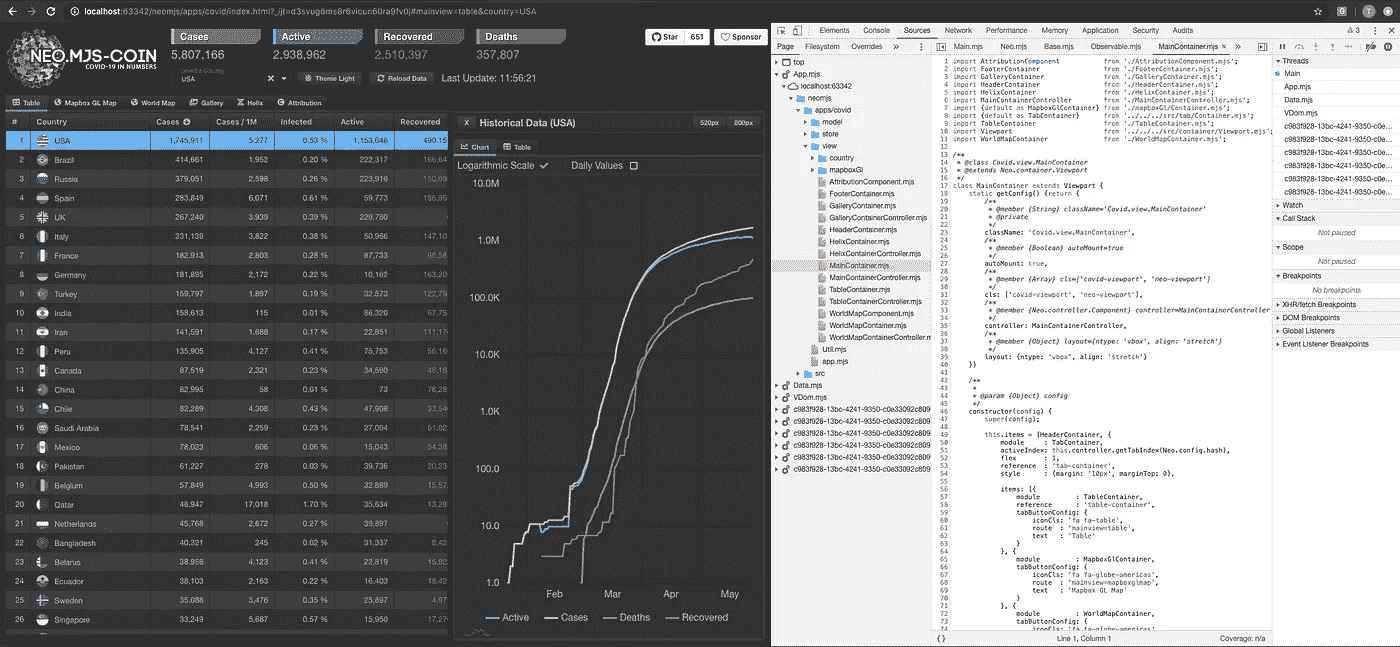 localhost:63342/neomjs/apps/covid/index.html?_ijt=d3svug6ms8r6vicun60ra9fv0j#mainview=table&country=USA
NEO.MJS-COIN
COVID-19 IN NUMBERS
Cases
5,807,166
Active
2,938,962
Recovered
2,510,397
Deaths
357,807
Star 651
Sponsor
Select a Country
USA
Theme Light
Reload Data
Last Update: 11:56:21
Table Mapbox GL Map World Map Gallery Helix Attribution
# Country Cases Cases / 1M Infected Active Recovered
1 USA 1,745,911 5,277 0.53 % 1,153,646 490,15
2 Brazil 414,661 1,952 0.20 % 222,317 166,64
3 Russia 379,051 2,598 0.26 % 223,916 150,99
4 Spain 283,849 6,071 0.61 % 59,773 196,95
5 UK 267,240 3,939 0.39 % 229,780
6 Italy 231,139 3,822 0.38 % 50,966 147,10
7 France 182,913 2,803 0.28 % 87,733 66,58
8 Germany 181,895 2,172 0.22 % 10,162 163,20
9 Turkey 159,797 1,897 0.19 % 32,573 122,79
10 India 158,613 115 0.01 % 86,320 67,75
11 Iran 141,591 1,688 0.17 % 22,851 111,17
12 Peru 135,905 4,127 0.41 % 75,753 56,16
13 Canada 87,519 2,321 0.23 % 34,590 46,16
14 China 82,995 58 0.01 % 73 78,28
15 Chile 82,289 4,308 0.43 % 47,906 33,54
16 Saudi Arabia 78,541 2,259 0.23 % 27,094 51,02
17 Mexico 78,023 606 0.06 % 15,043 54,38
18 Pakistan 61,227 278 0.03 % 39,736 20,23
19 Belgium 57,849 4,993 0.50 % 32,889 15,57
20 Qatar 48,947 17,018 1.70 % 35,634 13,28
21 Netherlands 45,768 2,672 0.27 % 39,897
22 Bangladesh 40,321 245 0.02 % 31,337 8,42
23 Belarus 38,956 4,123 0.41 % 22,819 15,92
24 Ecuador 38,103 2,163 0.22 % 16,403 18,42
25 Sweden 35,088 3,476 0.35 % 25,897 4,97
26 Singapore 33,249 5,687 0.57 % 15,950 17,27
X Historical Data (USA) 520px 800px
Chart Table
Logarithmic Scale Daily Values
10.0M
1.0M
100.0K
10.0K
1.0K
100.0
10.0
1.0
Feb Mar Apr May
Active Cases Deaths Recovered
Elements Console Sources Network Performance Memory Application Security Audits 3
Page Filesystem Overrides
Main.mjs Neo.mjs Base.mjs Observable.mjs MainContainer.mjs
top
App.mjs
localhost:63342
neomjs
apps/covid
model
store
view
country
mapboxGl
AttributionComponent.mjs
FooterContainer.mjs
GalleryContainer.mjs
GalleryContainerController.mjs
HeaderContainer.mjs
HelixContainer.mjs
HelixContainerController.mjs
MainContainer.mjs
MainContainerController.mjs
TableContainer.mjs
TableContainerController.mjs
WorldMapComponent.mjs
WorldMapContainer.mjs
WorldMapContainerController.m
Util.mjs
app.mjs
src
Data.mjs
VDom.mjs
c983f928-13bc-4241-9350-c0e33092c809
c983f928-13bc-4241-9350-c0e33092c809
c983f928-13bc-4241-9350-c0e33092c809
c983f928-13bc-4241-9350-c0e33092c809
c983f928-13bc-4241-9350-c0e33092c809
c983f928-13bc-4241-9350-c0e33092c809
1 import AttributionComponent from './AttributionComponent.mjs';
2 import FooterContainer from './FooterContainer.mjs';
3 import GalleryContainer from './GalleryContainer.mjs';
4 import HeaderContainer from './HeaderContainer.mjs';
5 import HelixContainer from './HelixContainer.mjs';
6 import MainContainerController from './MainContainerController.mjs';
7 import {default as MapboxGlContainer} from './mapboxGl/Container.mjs';
8 import {default as TabContainer} from '../../../src/tab/Container.mjs';
9 import TableContainer from './TableContainer.mjs';
10 import Viewport from '../../../src/container/Viewport.mjs';
11 import WorldMapContainer from './WorldMapContainer.mjs';
12
13 /**
14 * @class Covid.view.MainContainer
15 * @extends Neo.container.Viewport
16 */
17 class MainContainer extends Viewport {
18 static getConfig() {return {
19 /**
20 * @member {String} className='Covid.view.MainContainer'
21 * @private
22 */
23 className: 'Covid.view.MainContainer',
24 /**
25 * @member {Boolean} autoMount=true
26 */
27 autoMount: true,
28 /**
29 * @member {Array} cls=['covid-viewport', 'neo-viewport']
30 */
31 cls: ['covid-viewport', 'neo-viewport'],
32 /**
33 * @member {Neo.controller.Component} controller=MainContainerController
34 */
35 controller: MainContainerController,
36 /**
37 * @member {Object} layout={ntype: 'vbox', align: 'stretch'}
38 */
39 layout: {ntype: 'vbox', align: 'stretch'}
40 }}
41
42 /**
43 *
44 * @param {Object} config
45 */
46 constructor(config) {
47 super(config);
48
49 this.items = [HeaderContainer, {
50 module : TabContainer,
51 activeIndex: this.controller.getTabIndex(Neo.config.hash),
52 flex : 1,
53 reference : 'tab-container',
54 style : {margin: '10px', marginTop: 0},
55
56 items: [{
57 module : TableContainer,
58 reference : 'table-container',
59 tabButtonConfig: {
60 iconCls: 'fa fa-table',
61 route : 'mainview=table',
62 text : 'Table'
63 }
64 }, {
65 module : MapboxGlContainer,
66 tabButtonConfig: {
67 iconCls: 'fa fa-globe-americas',
68 route : 'mainview=mapboxglmap',
69 text : 'Mapbox GL Map'
70 }
71 }, {
72 module : WorldMapContainer,
73 tabButtonConfig: {
74 iconCls: 'fa fa-globe-americas',
{} Line 1, Column 1 Coverage: n/a
Threads
Main
App.mjs
Data.mjs
VDom.mjs
c983f928-13bc-4241-9350-c0e...
c983f928-13bc-4241-9350-c0e...
c983f928-13bc-4241-9350-c0e...
c983f928-13bc-4241-9350-c0e...
c983f928-13bc-4241-9350-c0e...
c983f928-13bc-4241-9350-c0e...
Watch
Call Stack
Not paused
Scope
Not paused
Breakpoints
No breakpoints
XHR/fetch Breakpoints
DOM Breakpoints
Global Listeners
Event Listener Breakpoints